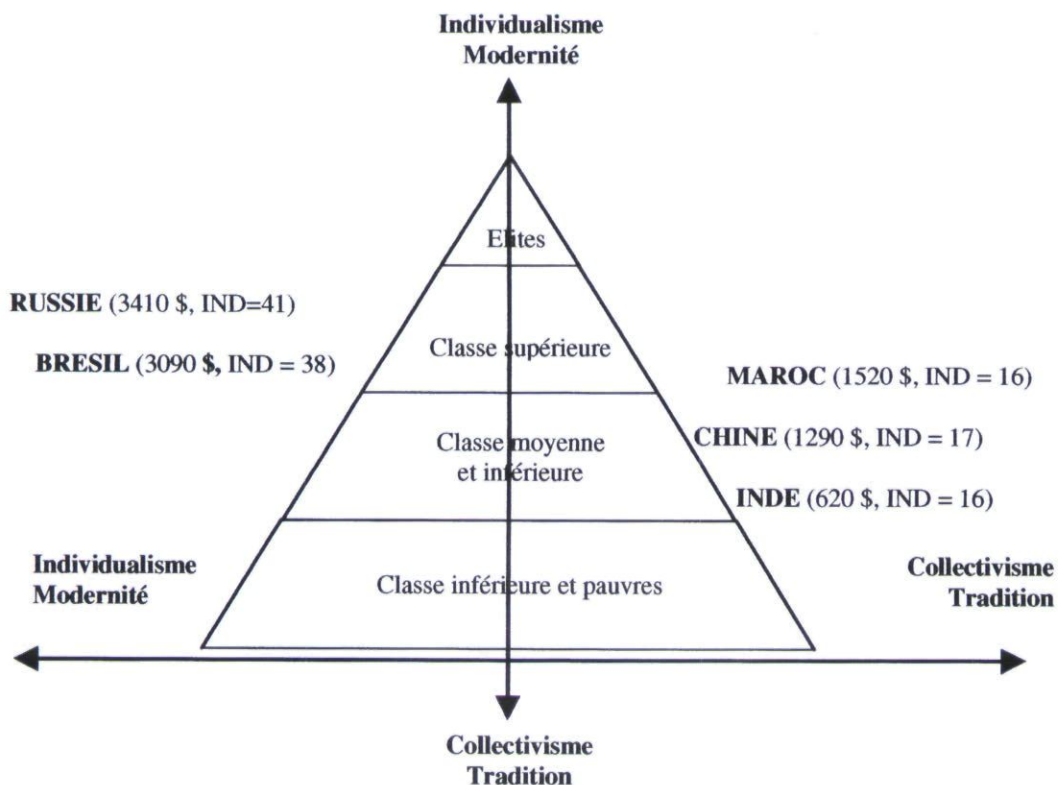 Individualisme
Modernité
Elites
RUSSIE (3410 $, IND=41)
Classe supérieure
BRESIL (3090 $, IND = 38)
MAROC (1520 $, IND = 16)
Classe moyenne
et inférieure
CHINE (1290 $, IND = 17)
INDE (620 $, IND = 16)
Individualisme
Modernité
Classe inférieure et pauvres
Collectivisme
Tradition
Collectivisme
Tradition